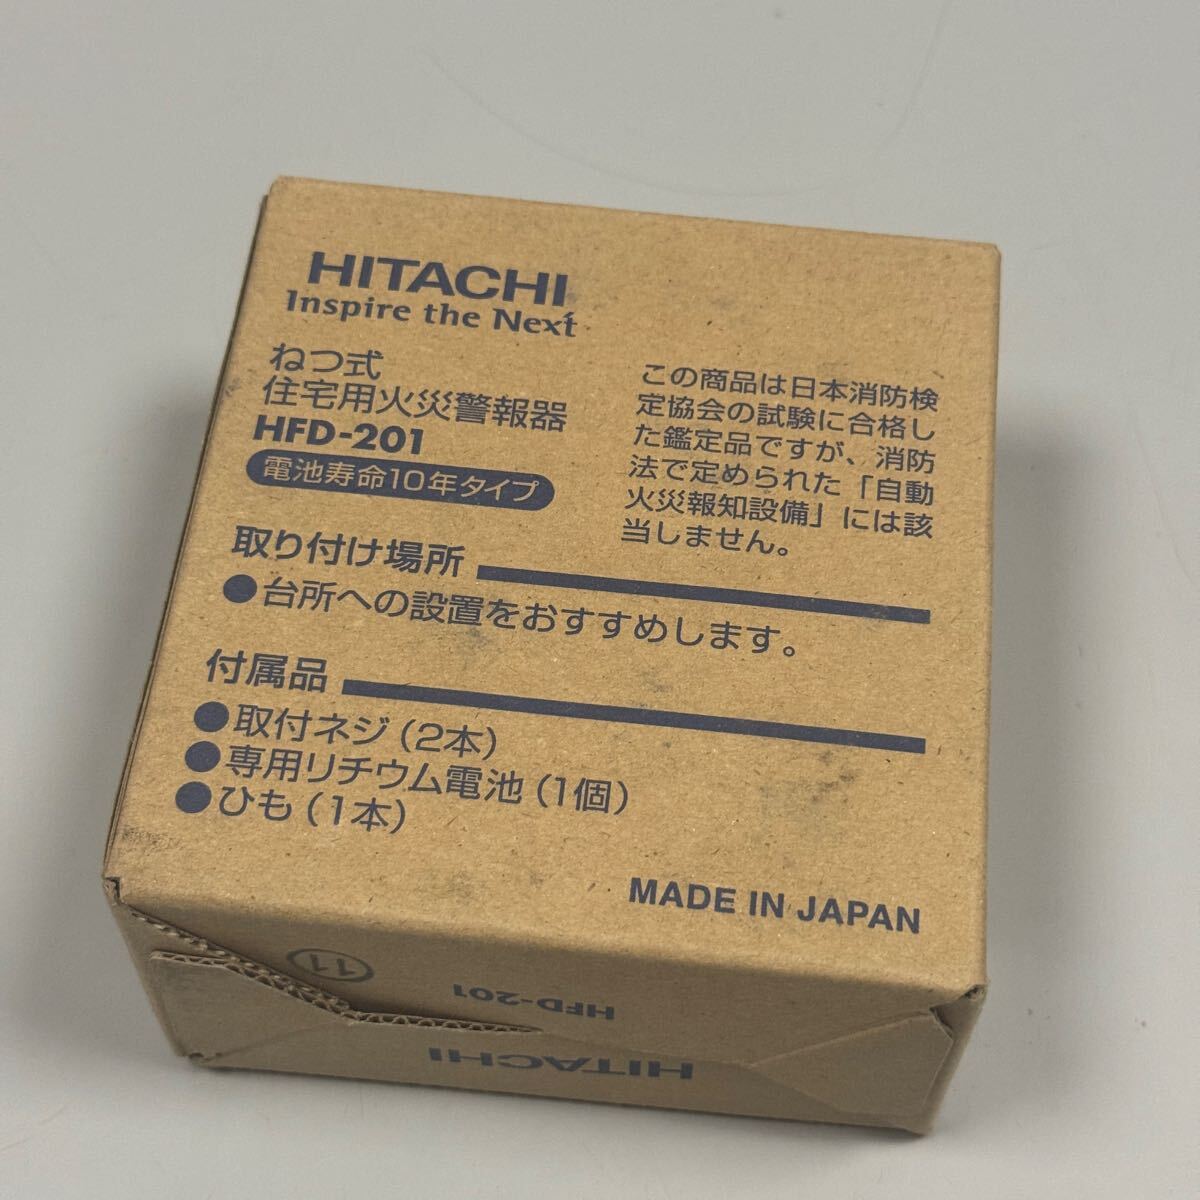 HITACHI
Inspire the Next
ねつ式
住宅用火災警報器
HFD-201
電池寿命10年タイプ
この商品は日本消防検
定協会の試験に合格し
た鑑定品ですが、消防
法で定められた「自動
火災報知設備」には該
当しません。
取り付け場所
●台所への設置をおすすめします。
付属品
●取付ネジ(2本)
●専用リチウム電池(1個)
●ひも(1本)
MADE IN JAPAN
11
HFD-201
HITACHI